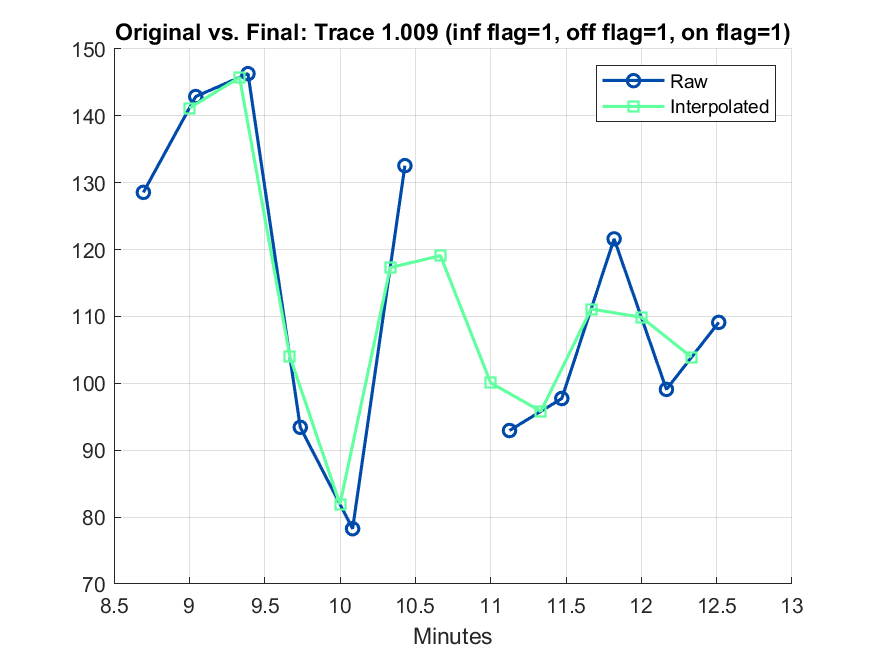 Original vs. Final: Trace 1.009 (inf flag=1, off flag=1, on flag=1)
150
140
130
120
110
100
90
80
70
Raw
Interpolated
8.5 9 9.5 10 10.5 11 11.5 12 12.5 13
Minutes